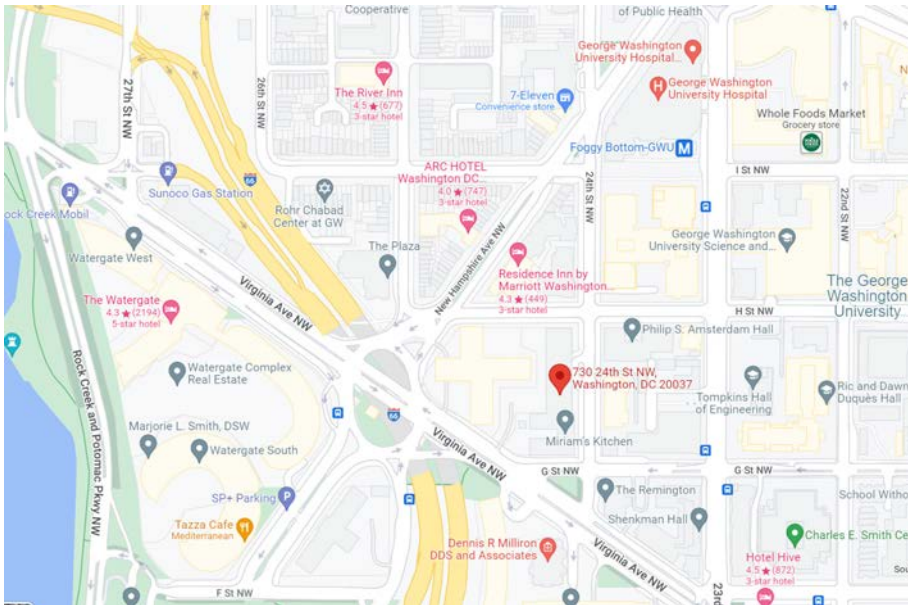 Cooperative
of Public Health
27th St NW
26th St NW
The River Inn
4.5 ★ (677)
3-star hotel
7-Eleven
Convenience store
George Washington
University Hospital...
H
George Washington
University Hospital
Whole Foods Market
Grocery store
Foggy Bottom-GWU
M
I St NW
24th St NW
22nd St NW
ARC HOTEL
Washington DC...
4.0 ★ (747)
3-star hotel
66
Sunoco Gas Station
Rock Creek Mobil
Rohr Chabad
Center at GW
The Plaza
New Hampshire Ave NW
Watergate West
Virginia Ave NW
George Washington
University Science and...
Residence Inn by
Marriott Washington...
4.3 ★ (449)
3-star hotel
The George
Washington
University
H St NW
The Watergate
4.3 ★ (2194)
5-star hotel
Philip S. Amsterdam Hall
Rock Creek and Potomac Pkwy NW
Watergate Complex
Real Estate
730 24th St NW,
Washington, DC 20037
Tompkins Hall
of Engineering
Ric and Dawn
Duquès Hall
66
Marjorie L. Smith, DSW
Watergate South
Miriam's Kitchen
Virginia Ave NW
G St NW
G St NW
SP+ Parking
P
The Remington
School Witho
Tazza Cafe
Mediterranean
Shenkman Hall
Dennis R Milliron
DDS and Associates
Charles E. Smith Ce
Virginia Ave NW
Hotel Hive
4.5 ★ (872)
3-star hotel
Sou
F St NW
23rd